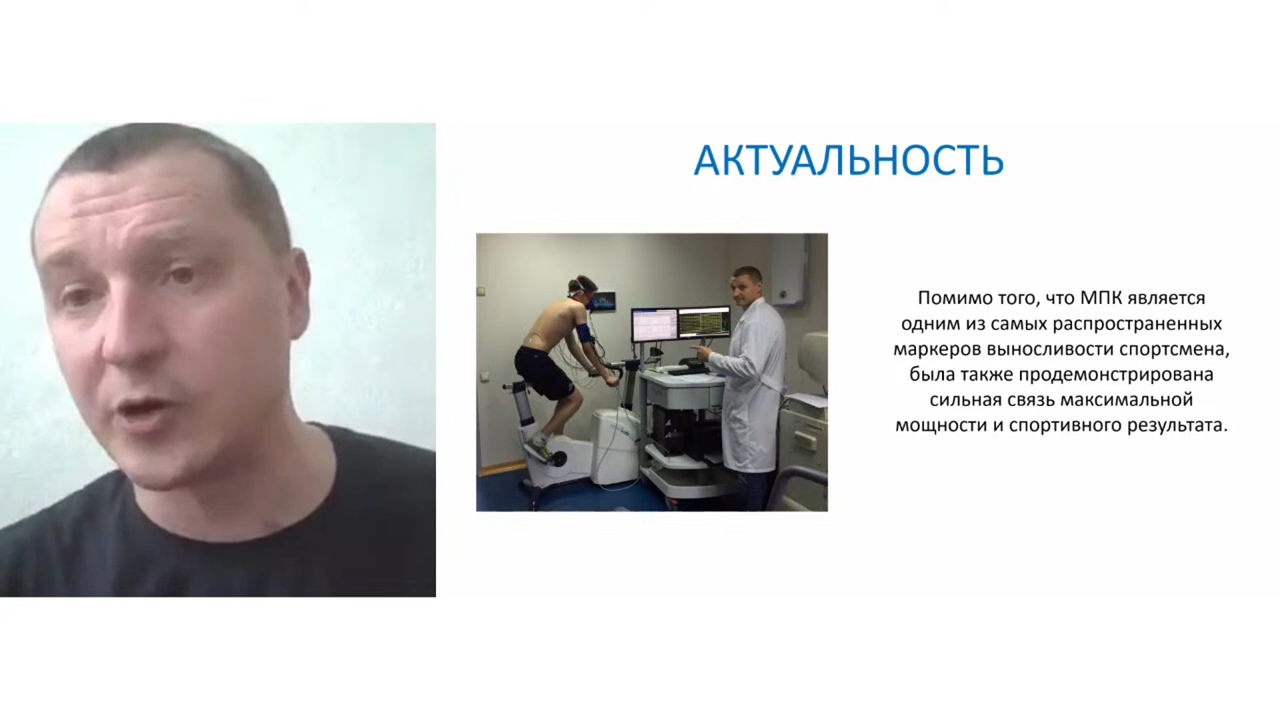 АКТУАЛЬНОСТЬ
Помимо того, что МПК является
одним из самых распространенных
маркеров выносливости спортсмена,
была также продемонстрирована
сильная связь максимальной
мощности и спортивного результата.